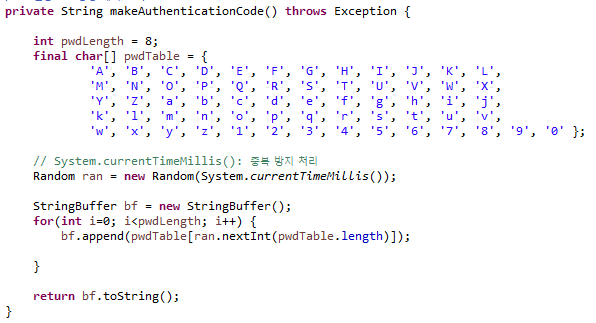 private String makeAuthenticationCode() throws Exception {
int pwdLength = 8;
final char[] pwdTable = {
'A', 'B', 'C', 'D', 'E', 'F', 'G', 'H', 'I', 'J', 'K', 'L',
'M', 'N', 'O', 'P', 'Q', 'R', 'S', 'T', 'U', 'V', 'W', 'X',
'Y', 'Z', 'a', 'b', 'c', 'd', 'e', 'f', 'g', 'h', 'i', 'j',
'k', 'l', 'm', 'n', 'o', 'p', 'q', 'r', 's', 't', 'u', 'v',
'w', 'x', 'y', 'z', '1', '2', '3', '4', '5', '6', '7', '8', '9', '0' };
// System.currentTimeMillis(): 중복 방지 처리
Random ran = new Random(System.currentTimeMillis());
StringBuffer bf = new StringBuffer();
for(int i=0; i<pwdLength; i++) {
bf.append(pwdTable[ran.nextInt(pwdTable.length)]);
}
return bf.toString();
}